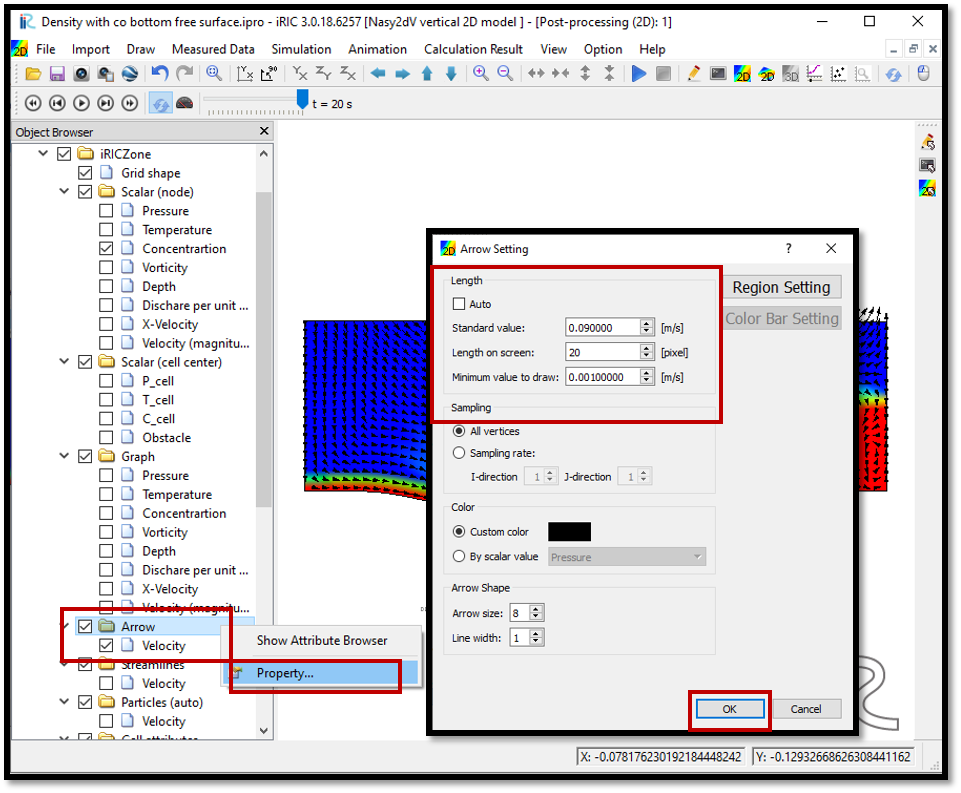 Density with co bottom free surface.ipro - iRIC 3.0.18.6257 [Nasy2dV vertical 2D model ] - [Post-processing (2D): 1]
File Import Draw Measured Data Simulation Animation Calculation Result View Option Help
t = 20 s
Object Browser
iRICZone
Grid shape
Scalar (node)
Pressure
Temperature
Concentrartion
Vorticity
Depth
Dischare per unit ...
X-Velocity
Velocity (magnitu...
Scalar (cell center)
P_cell
T_cell
C_cell
Obstacle
Graph
Pressure
Temperature
Concentrartion
Vorticity
Depth
Dischare per unit ...
X-Velocity
Velocity (magnitu...
Arrow
Velocity
Streamlines
Velocity
Particles (auto)
Velocity
Cell attributes
Show Attribute Browser
Property...
Arrow Setting
Length
Auto
Standard value: 0.090000 [m/s]
Length on screen: 20 [pixel]
Minimum value to draw: 0.00100000 [m/s]
Region Setting
Color Bar Setting
Sampling
All vertices
Sampling rate:
I-direction 1 J-direction 1
Color
Custom color
By scalar value Pressure
Arrow Shape
Arrow size: 8
Line width: 1
OK Cancel
X: -0.078176230192184448242 Y: -0.12932668626308441162